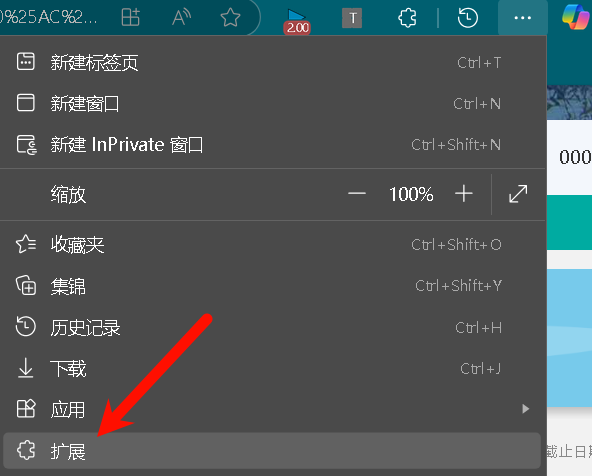 0%25AC%2...
2.00
T
新建标签页 Ctrl+T
新建窗口 Ctrl+N
新建 InPrivate 窗口 Ctrl+Shift+N
000
缩放 100%
收藏夹 Ctrl+Shift+O
集锦 Ctrl+Shift+Y
历史记录 Ctrl+H
下载 Ctrl+J
应用
扩展
截止日期